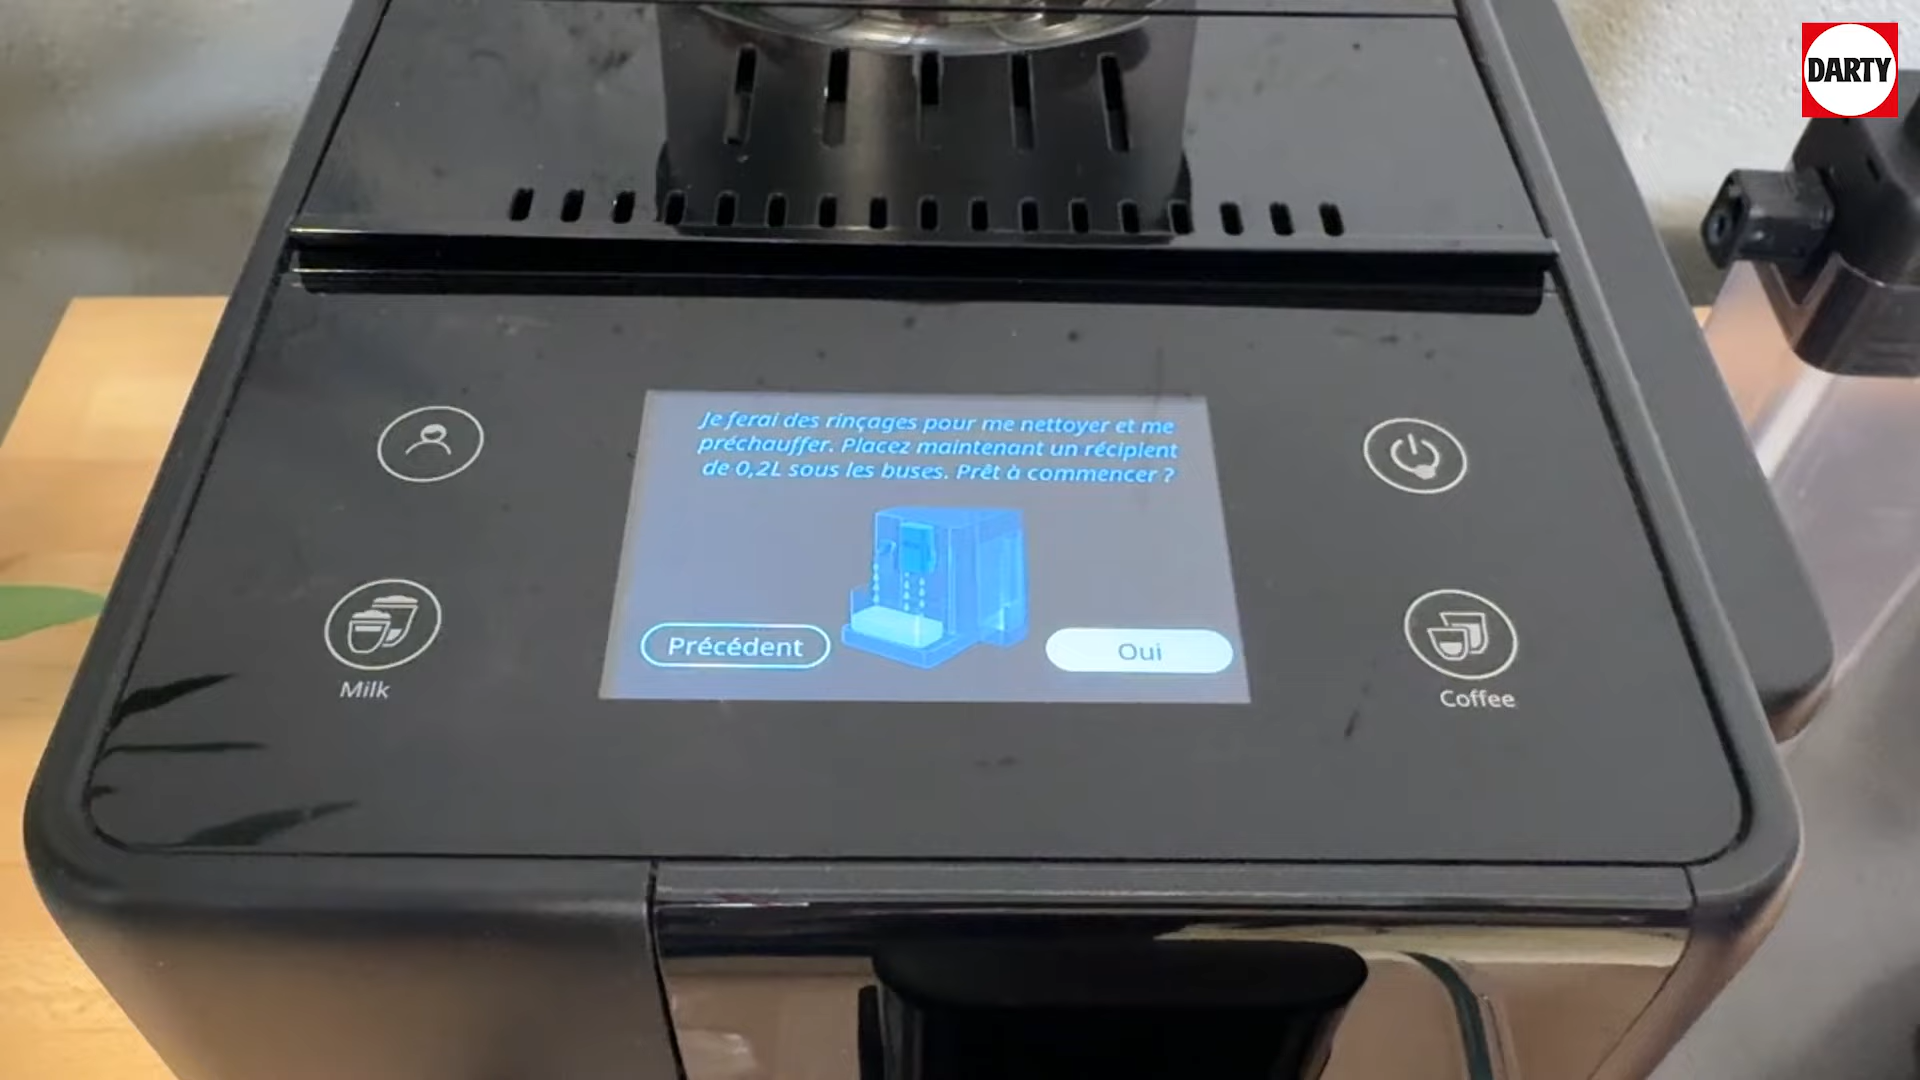 DARTY
Je ferai des rinçages pour me nettoyer et me
préchauffer. Placez maintenant un récipient
de 0,2L sous les buses. Prêt à commencer ?
Précédent
Oui
Milk
Coffee